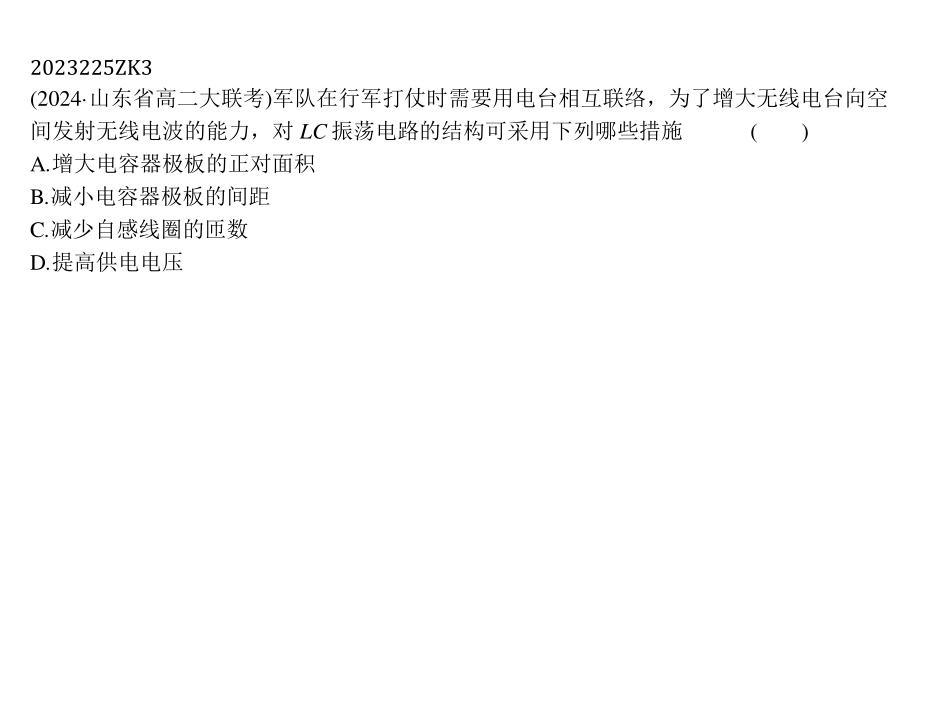 2023225ZK3
(2024·山东省高二大联考)军队在行军打仗时需要用电台相互联络，为了增大无线电台向空
间发射无线电波的能力，对 LC 振荡电路的结构可采用下列哪些措施 (  )
A.增大电容器极板的正对面积
B.减小电容器极板的间距
C.减少自感线圈的匝数
D.提高供电电压